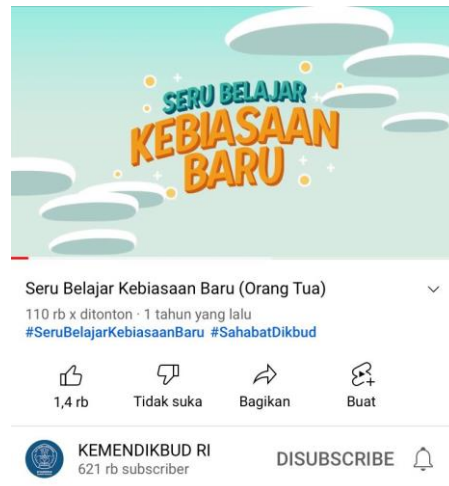 SERU BELAJAR
KEBIASAAN
BARU
Seru Belajar Kebiasaan Baru (Orang Tua)
110 rb x ditonton · 1 tahun yang lalu
#SeruBelajarKebiasaanBaru #SahabatDikbud
1,4 rb
Tidak suka
Bagikan
Buat
KEMENDIKBUD RI
621 rb subscriber
DISUBSCRIBE